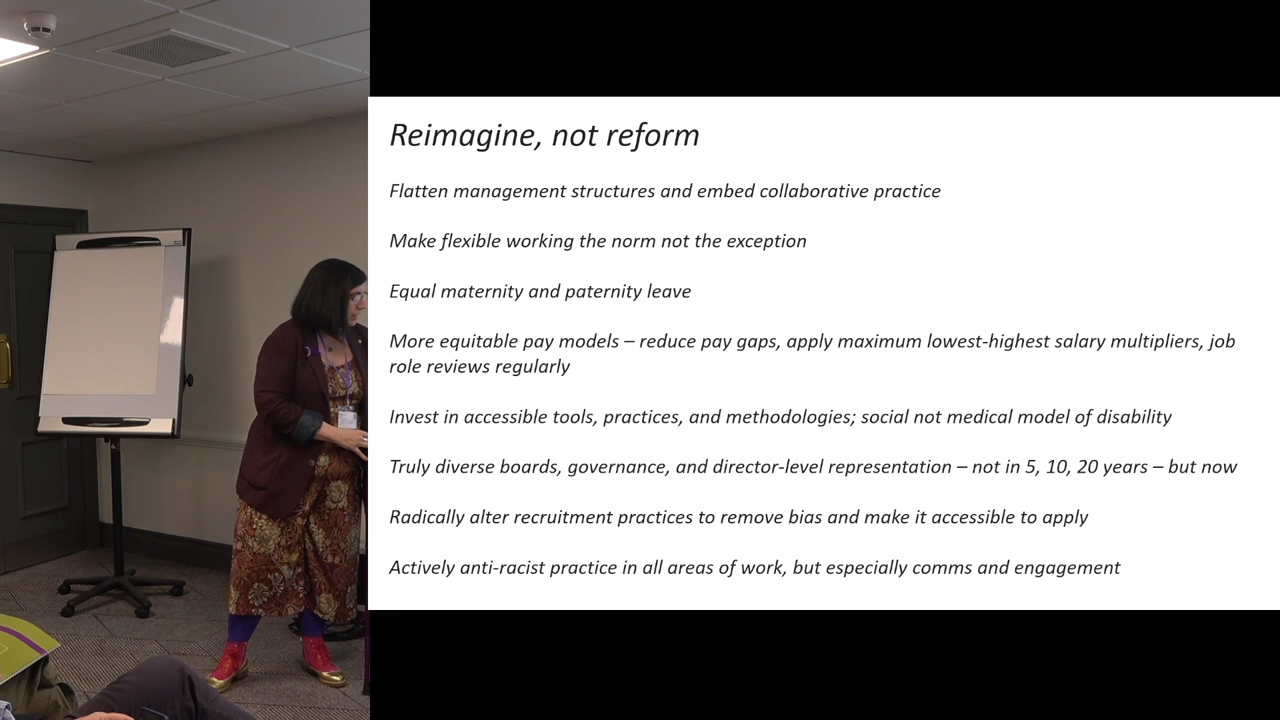 Reimagine, not reform
Flatten management structures and embed collaborative practice
Make flexible working the norm not the exception
Equal maternity and paternity leave
More equitable pay models – reduce pay gaps, apply maximum lowest-highest salary multipliers, job
role reviews regularly
Invest in accessible tools, practices, and methodologies; social not medical model of disability
Truly diverse boards, governance, and director-level representation – not in 5, 10, 20 years – but now
Radically alter recruitment practices to remove bias and make it accessible to apply
Actively anti-racist practice in all areas of work, but especially comms and engagement